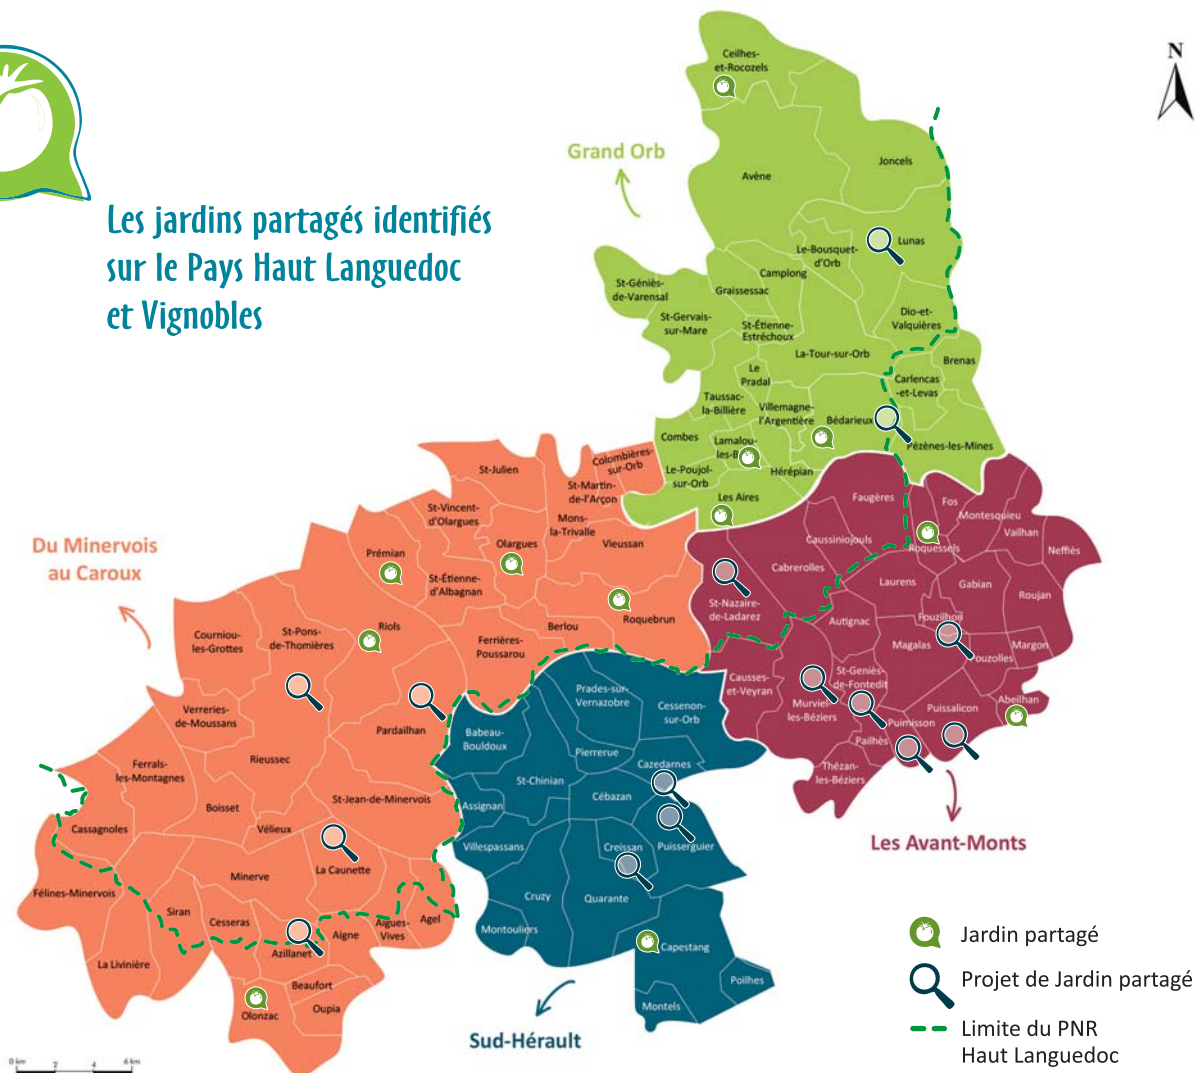 Ceilhes-
et-Rocozels
N
Grand Orb
Joncels
Avène
Les jardins partagés identifiés
sur le Pays Haut Languedoc
et Vignobles
Lunas
Le-Bousquet-
d'Orb
Camplong
St-Géniès-
de-Varensal
Graissessac
St-Gervais-
sur-Mare
Dio-et-
Valquières
St-Étienne-
Estréchoux
La-Tour-sur-Orb
Brenas
Le
Pradal
Carlencas
-et-Levas
Taussac-
la-Billière
Villemagne-
l'Argentière
Bédarieux
Combes
Lamalou-
Pézènes-les-Mines
Le-Poujol-
sur-Orb
Hérépian
Les Aires
Colombières-
sur-Orb
St-Julien
St-Martin-
de-l'Arçon
St-Vincent-
d'Olargues
Mons-
la-Trivalle
Vieussan
Olargues
Du Minervois
au Caroux
Prémian
St-Étienne-
d'Albagnan
Roquebrun
Berlou
Riols
Ferrières-
Poussarou
Courniou-
les-Grottes
St-Pons-
de-Thomières
Verreries-
de-Moussans
Pardailhan
Rieussec
Ferrals-
les-Montagnes
Boisset
St-Jean-de-Minervois
Vélieux
Cassagnoles
La Caunette
Minerve
Félines-Minervois
Siran
Cesseras
Aigues-
Vives
Agel
Aigne
Azillanet
La Livinière
Beaufort
Oupia
Olonzac
Faugères
Fos
Montesquieu
Vailhan
Neffiès
Caussiniojouls
Roquessels
Cabrerolles
Laurens
Gabian
Roujan
St-Nazaire-
de-Ladarez
Autignac
Fouzilhon
Magalas
Margon
Pouzolles
Causses-
et-Veyran
St-Geniès-
de-Fontedit
Murviel-
les-Béziers
Puissalicon
Abeilhan
Puimisson
Pailhès
Thézan-
les-Béziers
Les Avant-Monts
Prades-sur-
Vernazobre
Cessenon-
sur-Orb
Babeau-
Bouldoux
Pierrerue
Cazedarnes
St-Chinian
Cébazan
Assignan
Villespassans
Creissan
Puisserguier
Cruzy
Quarante
Montouliers
Capestang
Poilhes
Montels
Sud-Hérault
Jardin partagé
Projet de Jardin partagé
Limite du PNR
Haut Languedoc
0 km 2 4 6 km